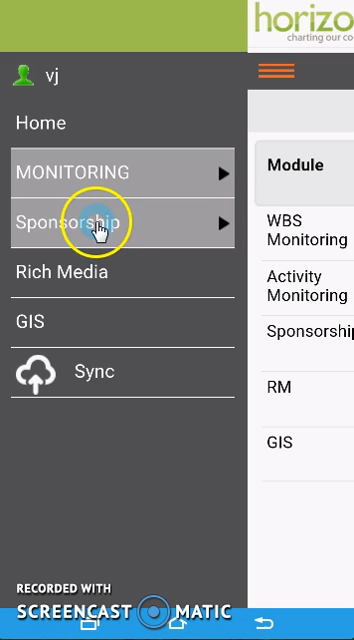 horizo
charting our co
vj
Home
MONITORING
Sponsorship
Rich Media
GIS
Sync
Module
WBS
Monitoring
Activity
Monitoring
Sponsorship
RM
GIS
RECORDED WITH
SCREENCAST MATIC